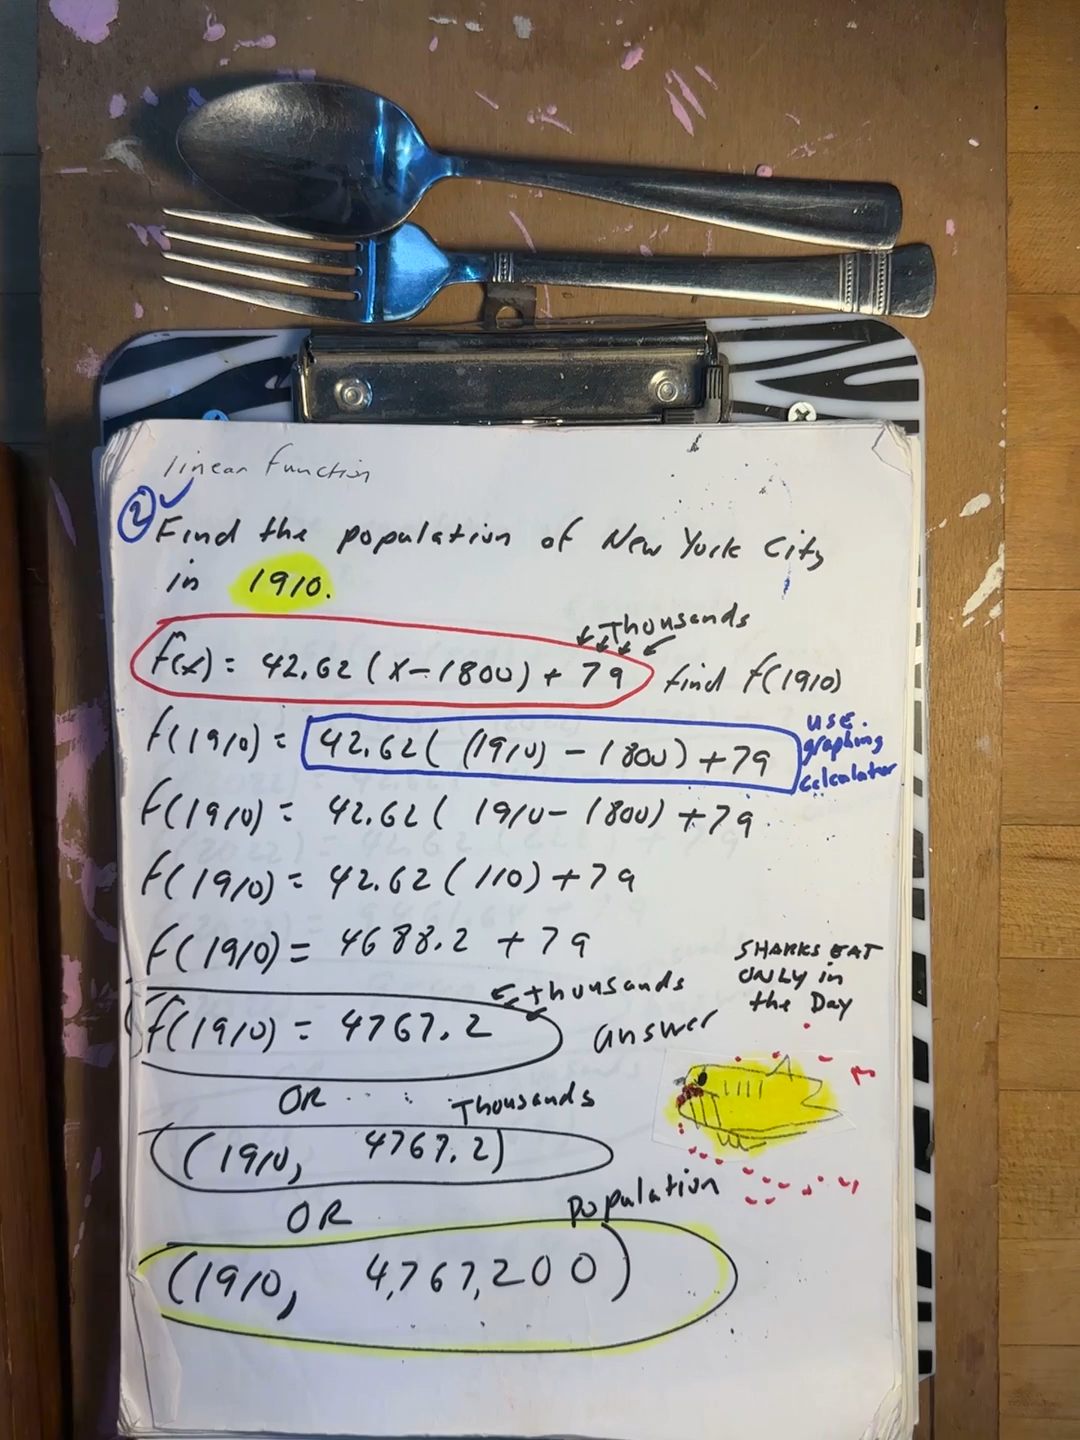 linear function
② Find the population of New York City
in 1910.
Thousands
f(x) = 42.62 (x-1800) + 79 find f(1910)
f(1910) = 42.62( (1910) - 1800) +79
use.
graphing
calculator
f(1910) = 42.62( 1910-1800) +79
f(1910) = 42.62(110) +79
f(1910) = 4688.2 +79
thousands
f(1910) = 4767.2 answer
SHARKS EAT
ONLY in
the Day
OR
Thousands
(1910, 4767.2)
OR
population
(1910, 4,767,200)